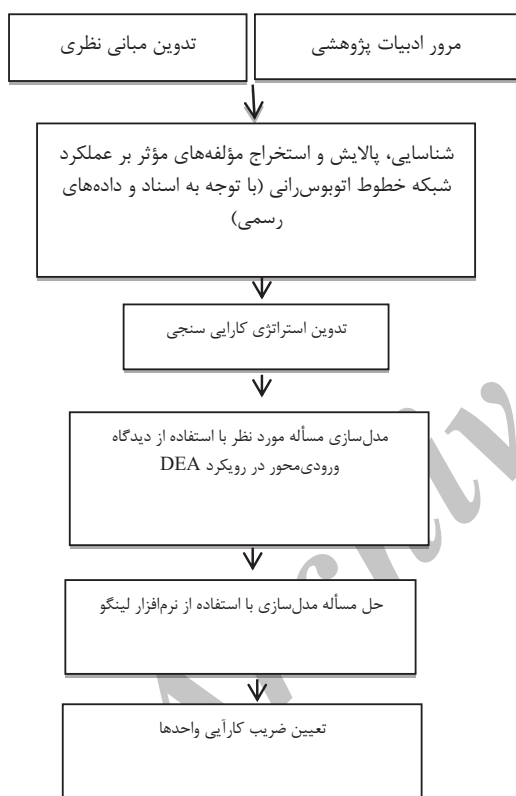 مرور ادبیات پژوهشی
تدوین مبانی نظری
شناسایی، پالایش و استخراج مؤلفه‌های مؤثر بر عملکرد
شبکه خطوط اتوبوس‌رانی (با توجه به اسناد و داده‌های
رسمی)
تدوین استراتژی کارایی سنجی
مدل‌سازی مسأله مورد نظر با استفاده از دیدگاه
ورودی‌محور در رویکرد DEA
حل مسأله مدل‌سازی با استفاده از نرم‌افزار لینگو
تعیین ضریب کارآیی واحدها